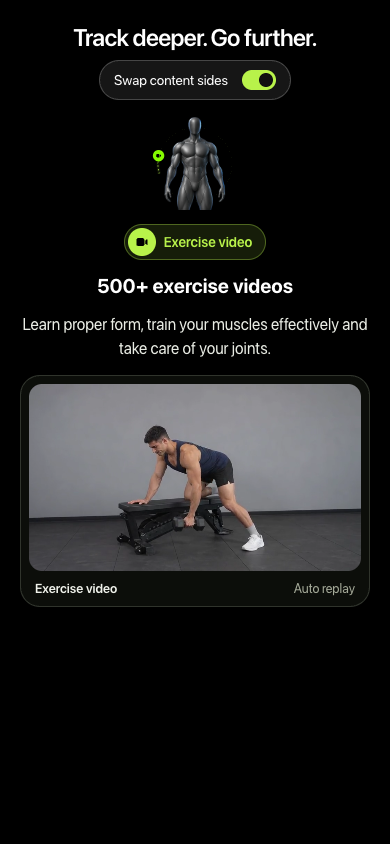 Track deeper. Go further.
Swap content sides
Exercise video
500+ exercise videos
Learn proper form, train your muscles effectively and
take care of your joints.
Exercise video
Auto replay